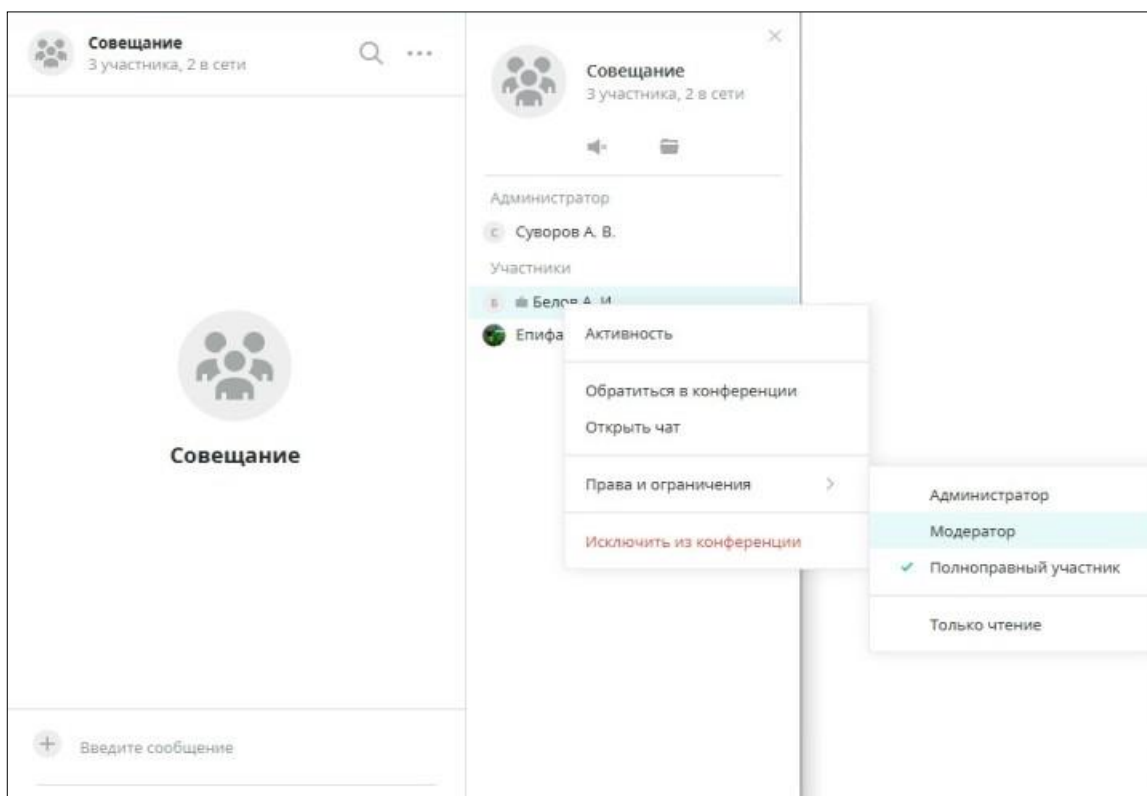 Совещание
3 участника, 2 в сети
Совещание
Введите сообщение
Совещание
3 участника, 2 в сети
Администратор
С Суворов А. В.
Участники
Б Белов А. И
Епифа
Активность
Обратиться в конференции
Открыть чат
Права и ограничения
Исключить из конференции
Администратор
Модератор
Полноправный участник
Только чтение